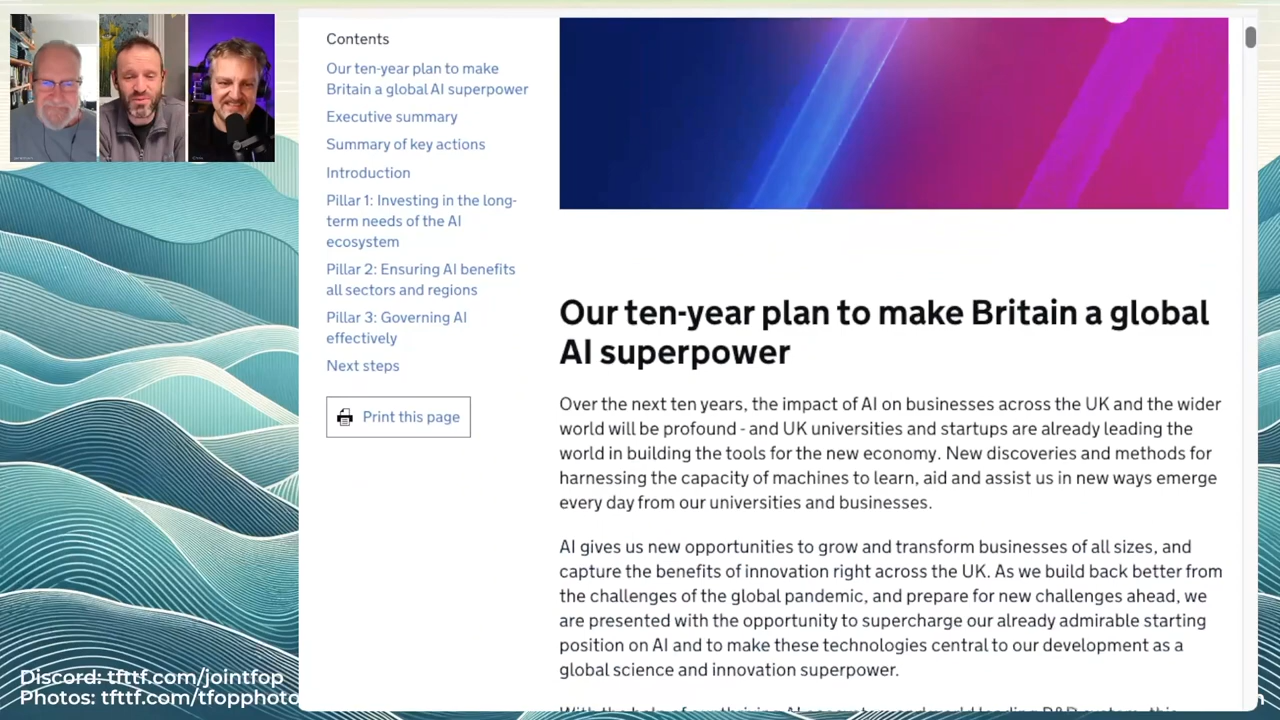 Contents
Our ten-year plan to make
Britain a global AI superpower
Executive summary
Summary of key actions
Introduction
Pillar 1: Investing in the long-
term needs of the AI
ecosystem
Pillar 2: Ensuring AI benefits
all sectors and regions
Pillar 3: Governing AI
effectively
Next steps
Print this page
Our ten-year plan to make Britain a global
AI superpower
Over the next ten years, the impact of AI on businesses across the UK and the wider
world will be profound - and UK universities and startups are already leading the
world in building the tools for the new economy. New discoveries and methods for
harnessing the capacity of machines to learn, aid and assist us in new ways emerge
every day from our universities and businesses.
AI gives us new opportunities to grow and transform businesses of all sizes, and
capture the benefits of innovation right across the UK. As we build back better from
the challenges of the global pandemic, and prepare for new challenges ahead, we
are presented with the opportunity to supercharge our already admirable starting
position on AI and to make these technologies central to our development as a
global science and innovation superpower.
Discord: tfttf.com/jointfop
Photos: tfttf.com/tfopphoto